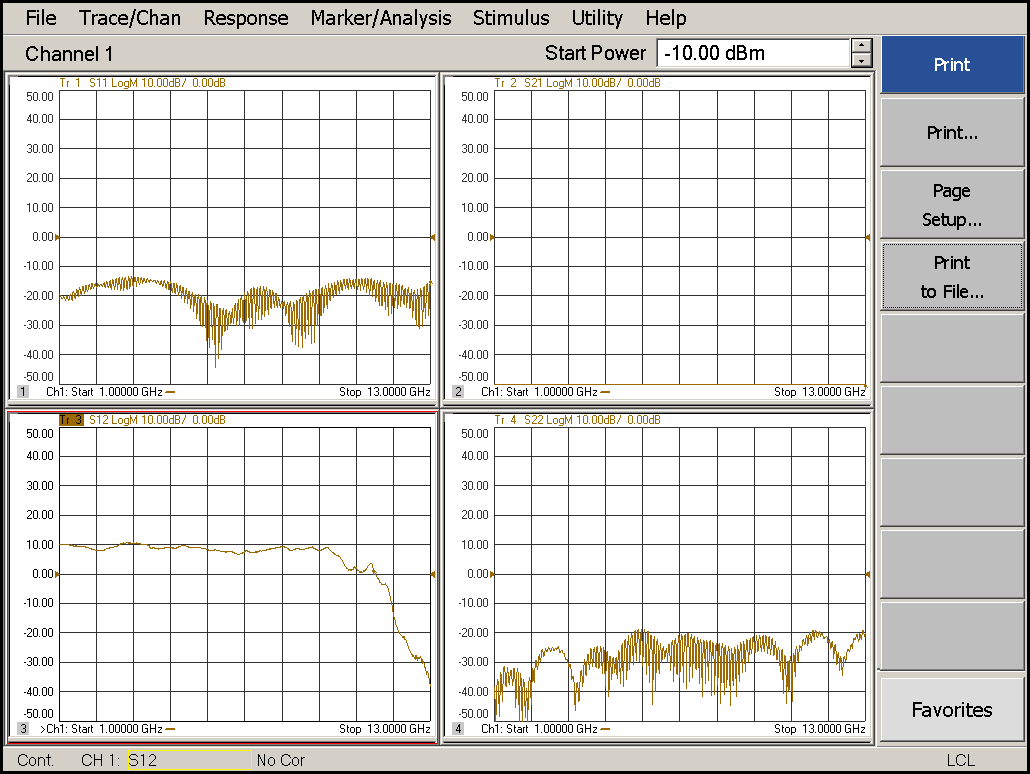 File Trace/Chan Response Marker/Analysis Stimulus Utility Help
Channel 1 Start Power -10.00 dBm
Tr 1 S11 LogM 10.00dB/ 0.00dB
50.00
40.00
30.00
20.00
10.00
0.00
-10.00
-20.00
-30.00
-40.00
-50.00
1 Ch1: Start 1.00000 GHz Stop 13.0000 GHz
Tr 2 S21 LogM 10.00dB/ 0.00dB
50.00
40.00
30.00
20.00
10.00
0.00
-10.00
-20.00
-30.00
-40.00
-50.00
2 Ch1: Start 1.00000 GHz Stop 13.0000 GHz
Tr 3 S12 LogM 10.00dB/ 0.00dB
50.00
40.00
30.00
20.00
10.00
0.00
-10.00
-20.00
-30.00
-40.00
-50.00
3 >Ch1: Start 1.00000 GHz Stop 13.0000 GHz
Tr 4 S22 LogM 10.00dB/ 0.00dB
50.00
40.00
30.00
20.00
10.00
0.00
-10.00
-20.00
-30.00
-40.00
-50.00
4 Ch1: Start 1.00000 GHz Stop 13.0000 GHz
Print
Print...
Page
Setup...
Print
to File...
Favorites
Cont. CH 1: S12 No Cor LCL